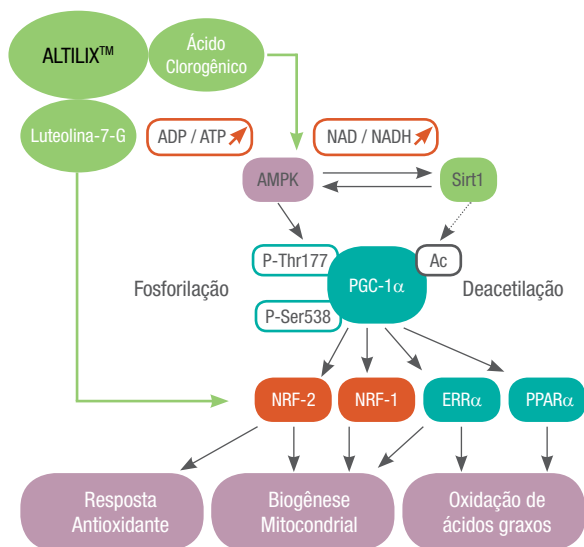 ALTILIX™
Ácido
Clorogênico
Luteolina-7-G
ADP / ATP
NAD / NADH
AMPK
Sirt1
P-Thr177
Ac
Fosforilação
PGC-1α
Deacetilação
P-Ser538
NRF-2
NRF-1
ERRα
PPARα
Resposta
Antioxidante
Biogênese
Mitocondrial
Oxidação de
ácidos graxos